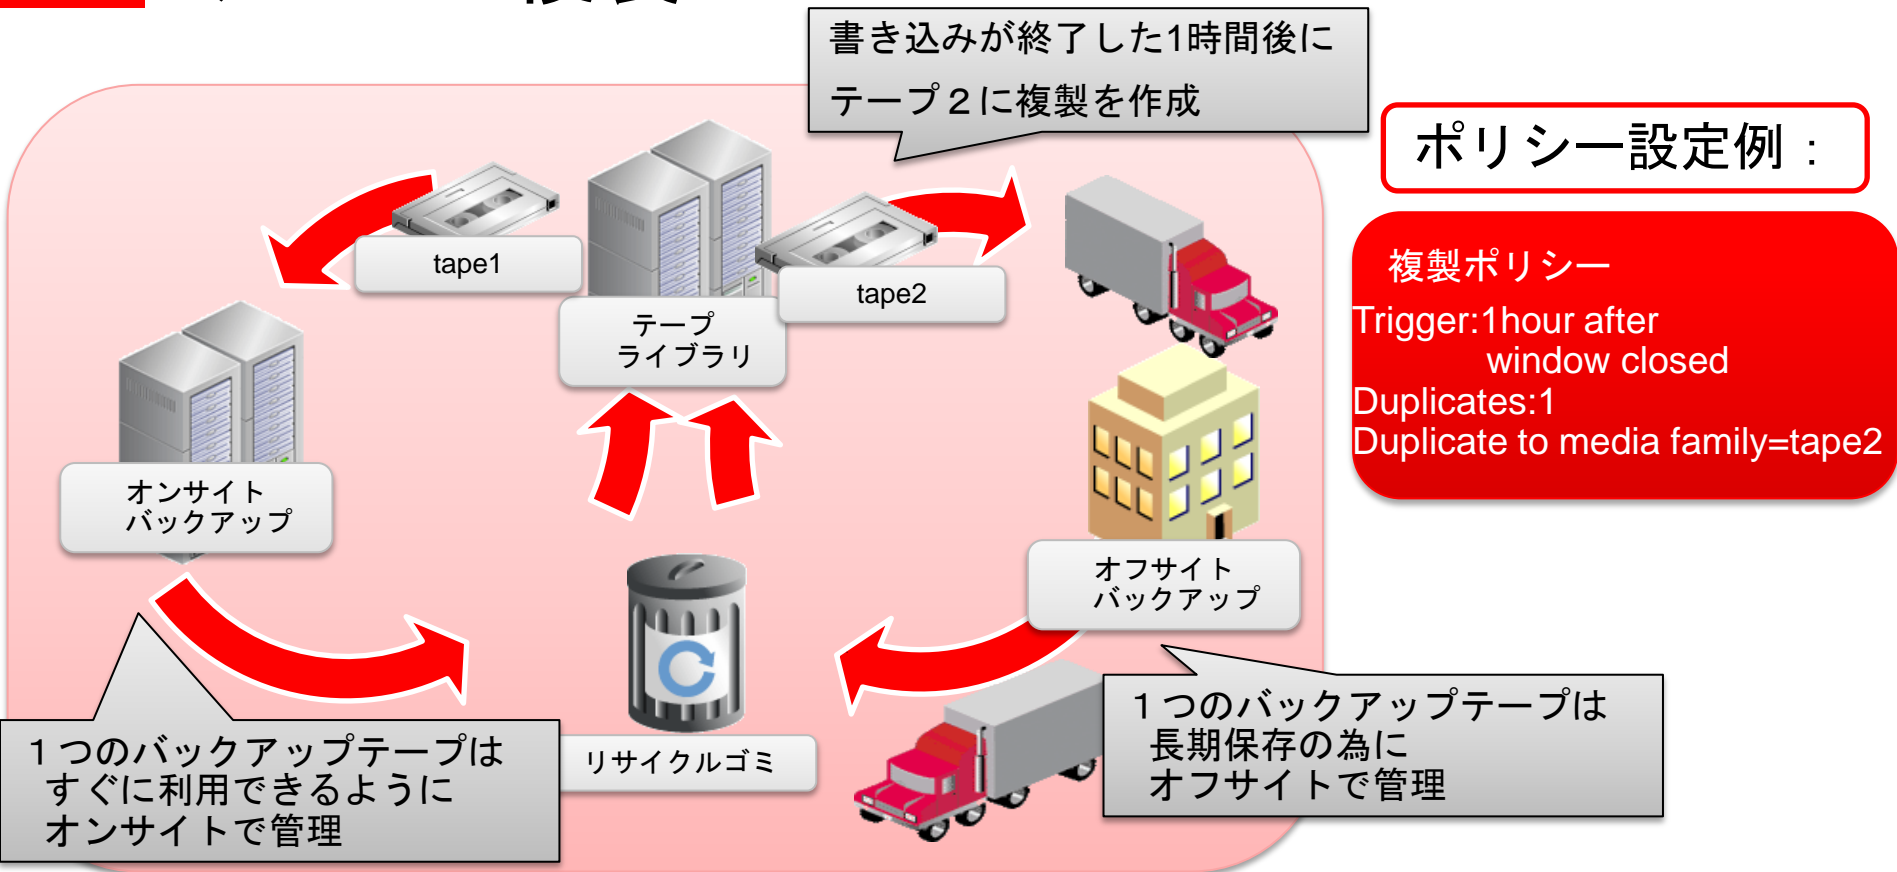 書き込みが終了した1時間後に
テープ２に複製を作成
ポリシー設定例：
tape1
tape2
テープ
ライブラリ
複製ポリシー
Trigger:1hour after
window closed
Duplicates:1
Duplicate to media family=tape2
オンサイト
バックアップ
オフサイト
バックアップ
リサイクルゴミ
１つのバックアップテープは
すぐに利用できるように
オンサイトで管理
１つのバックアップテープは
長期保存の為に
オフサイトで管理